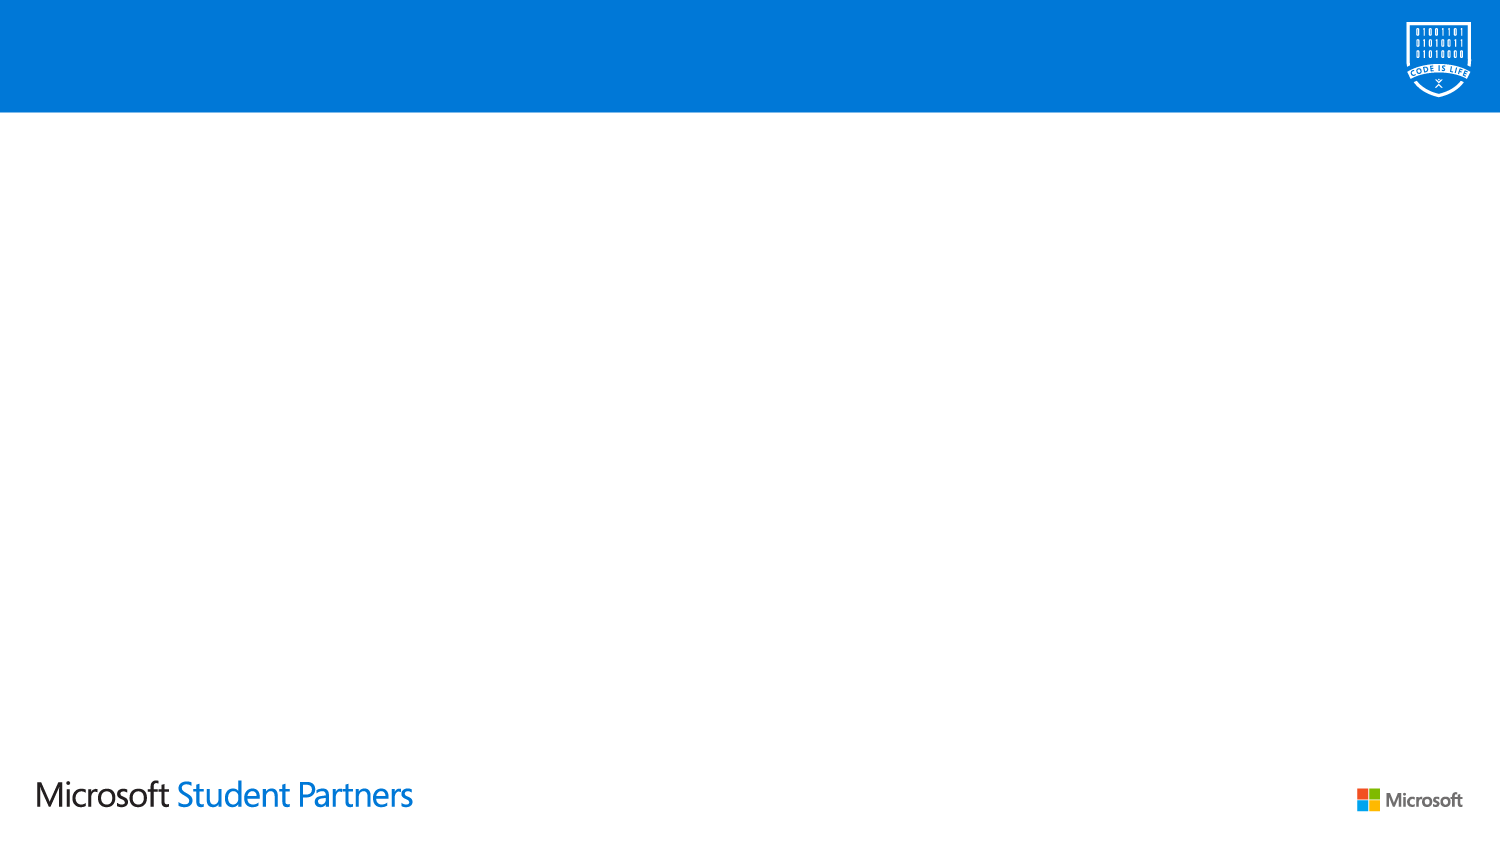 01001101
01010011
01010000
CODE IS LIFE
Microsoft Student Partners
Microsoft